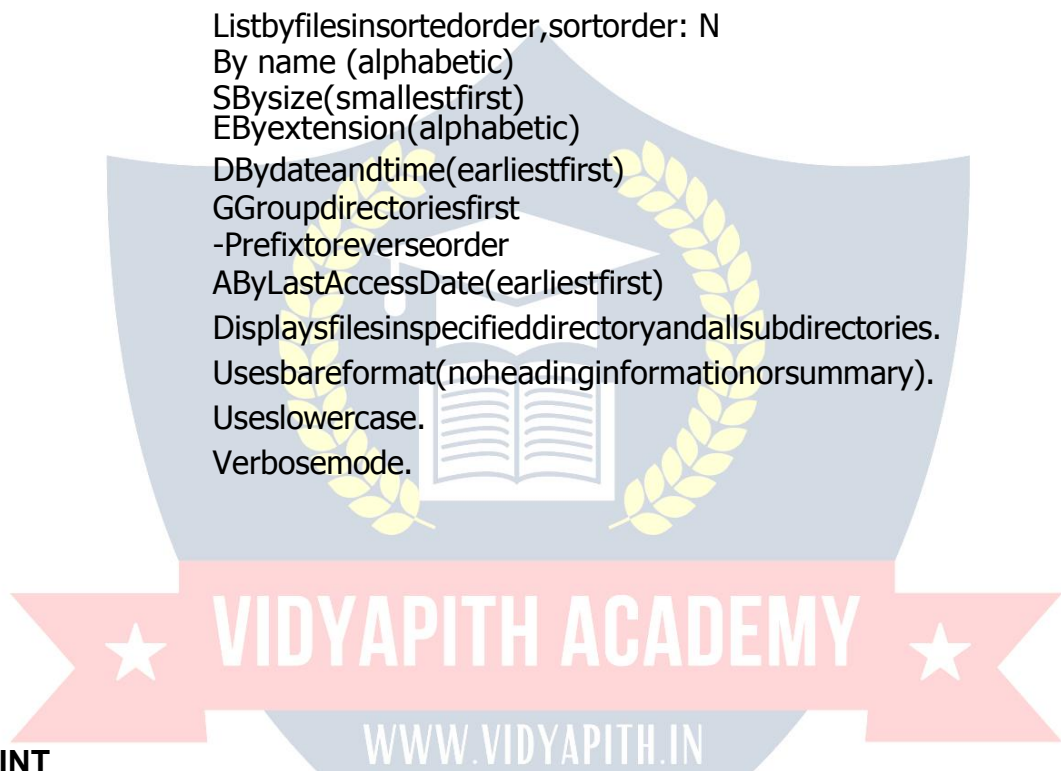 Listbyfilesinsortedorder,sortorder: N
By name (alphabetic)
SBysize(smallestfirst)
EByextension(alphabetic)
DBydateandtime(earliestfirst)
GGroupdirectoriesfirst
-Prefixtoreverseorder
AByLastAccessDate(earliestfirst)
Displaysfilesinspecifieddirectoryandallsubdirectories.
Usesbareformat(noheadinginformationorsummary).
Useslowercase.
Verbosemode.
VIDYAPITH ACADEMY
WWW.VIDYAPITH.IN
INT